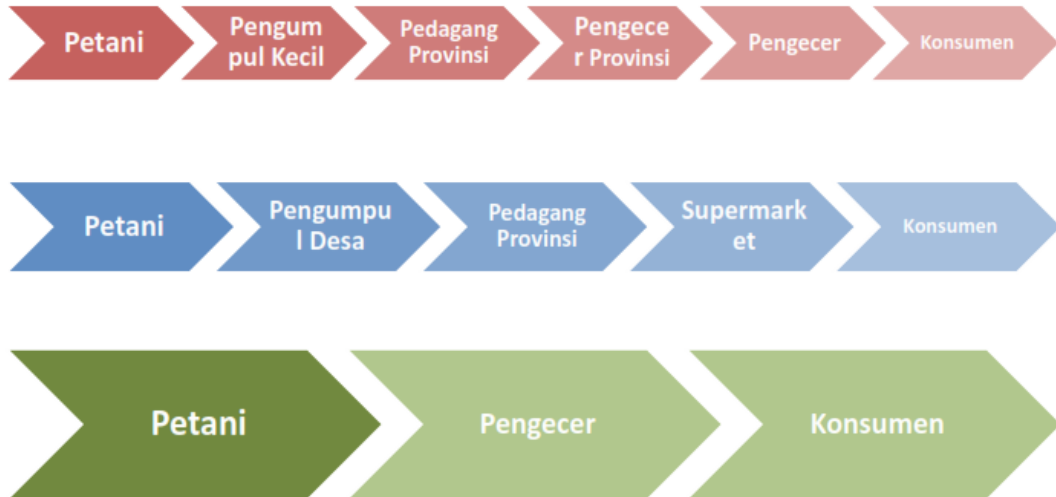 Petani
Pengum
pul Kecil
Pedagang
Provinsi
Pengece
r Provinsi
Pengecer
Konsumen
Petani
Pengumpu
l Desa
Pedagang
Provinsi
Supermark
et
Konsumen
Petani
Pengecer
Konsumen